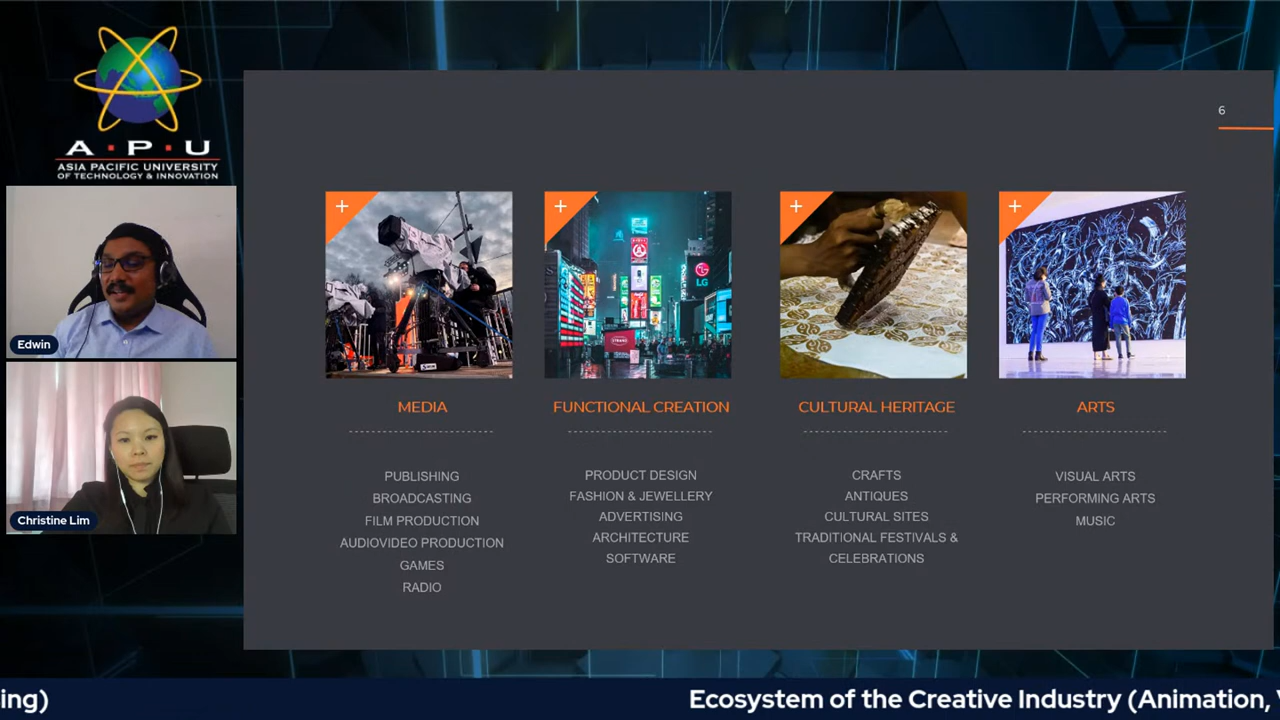 A · P · U
ASIA PACIFIC UNIVERSITY
OF TECHNOLOGY & INNOVATION
Edwin
Christine Lim
6
+
+
LG
+
+
MEDIA
PUBLISHING
BROADCASTING
FILM PRODUCTION
AUDIOVIDEO PRODUCTION
GAMES
RADIO
FUNCTIONAL CREATION
PRODUCT DESIGN
FASHION & JEWELLERY
ADVERTISING
ARCHITECTURE
SOFTWARE
CULTURAL HERITAGE
CRAFTS
ANTIQUES
CULTURAL SITES
TRADITIONAL FESTIVALS &
CELEBRATIONS
ARTS
VISUAL ARTS
PERFORMING ARTS
MUSIC
ing)
Ecosystem of the Creative Industry (Animation,